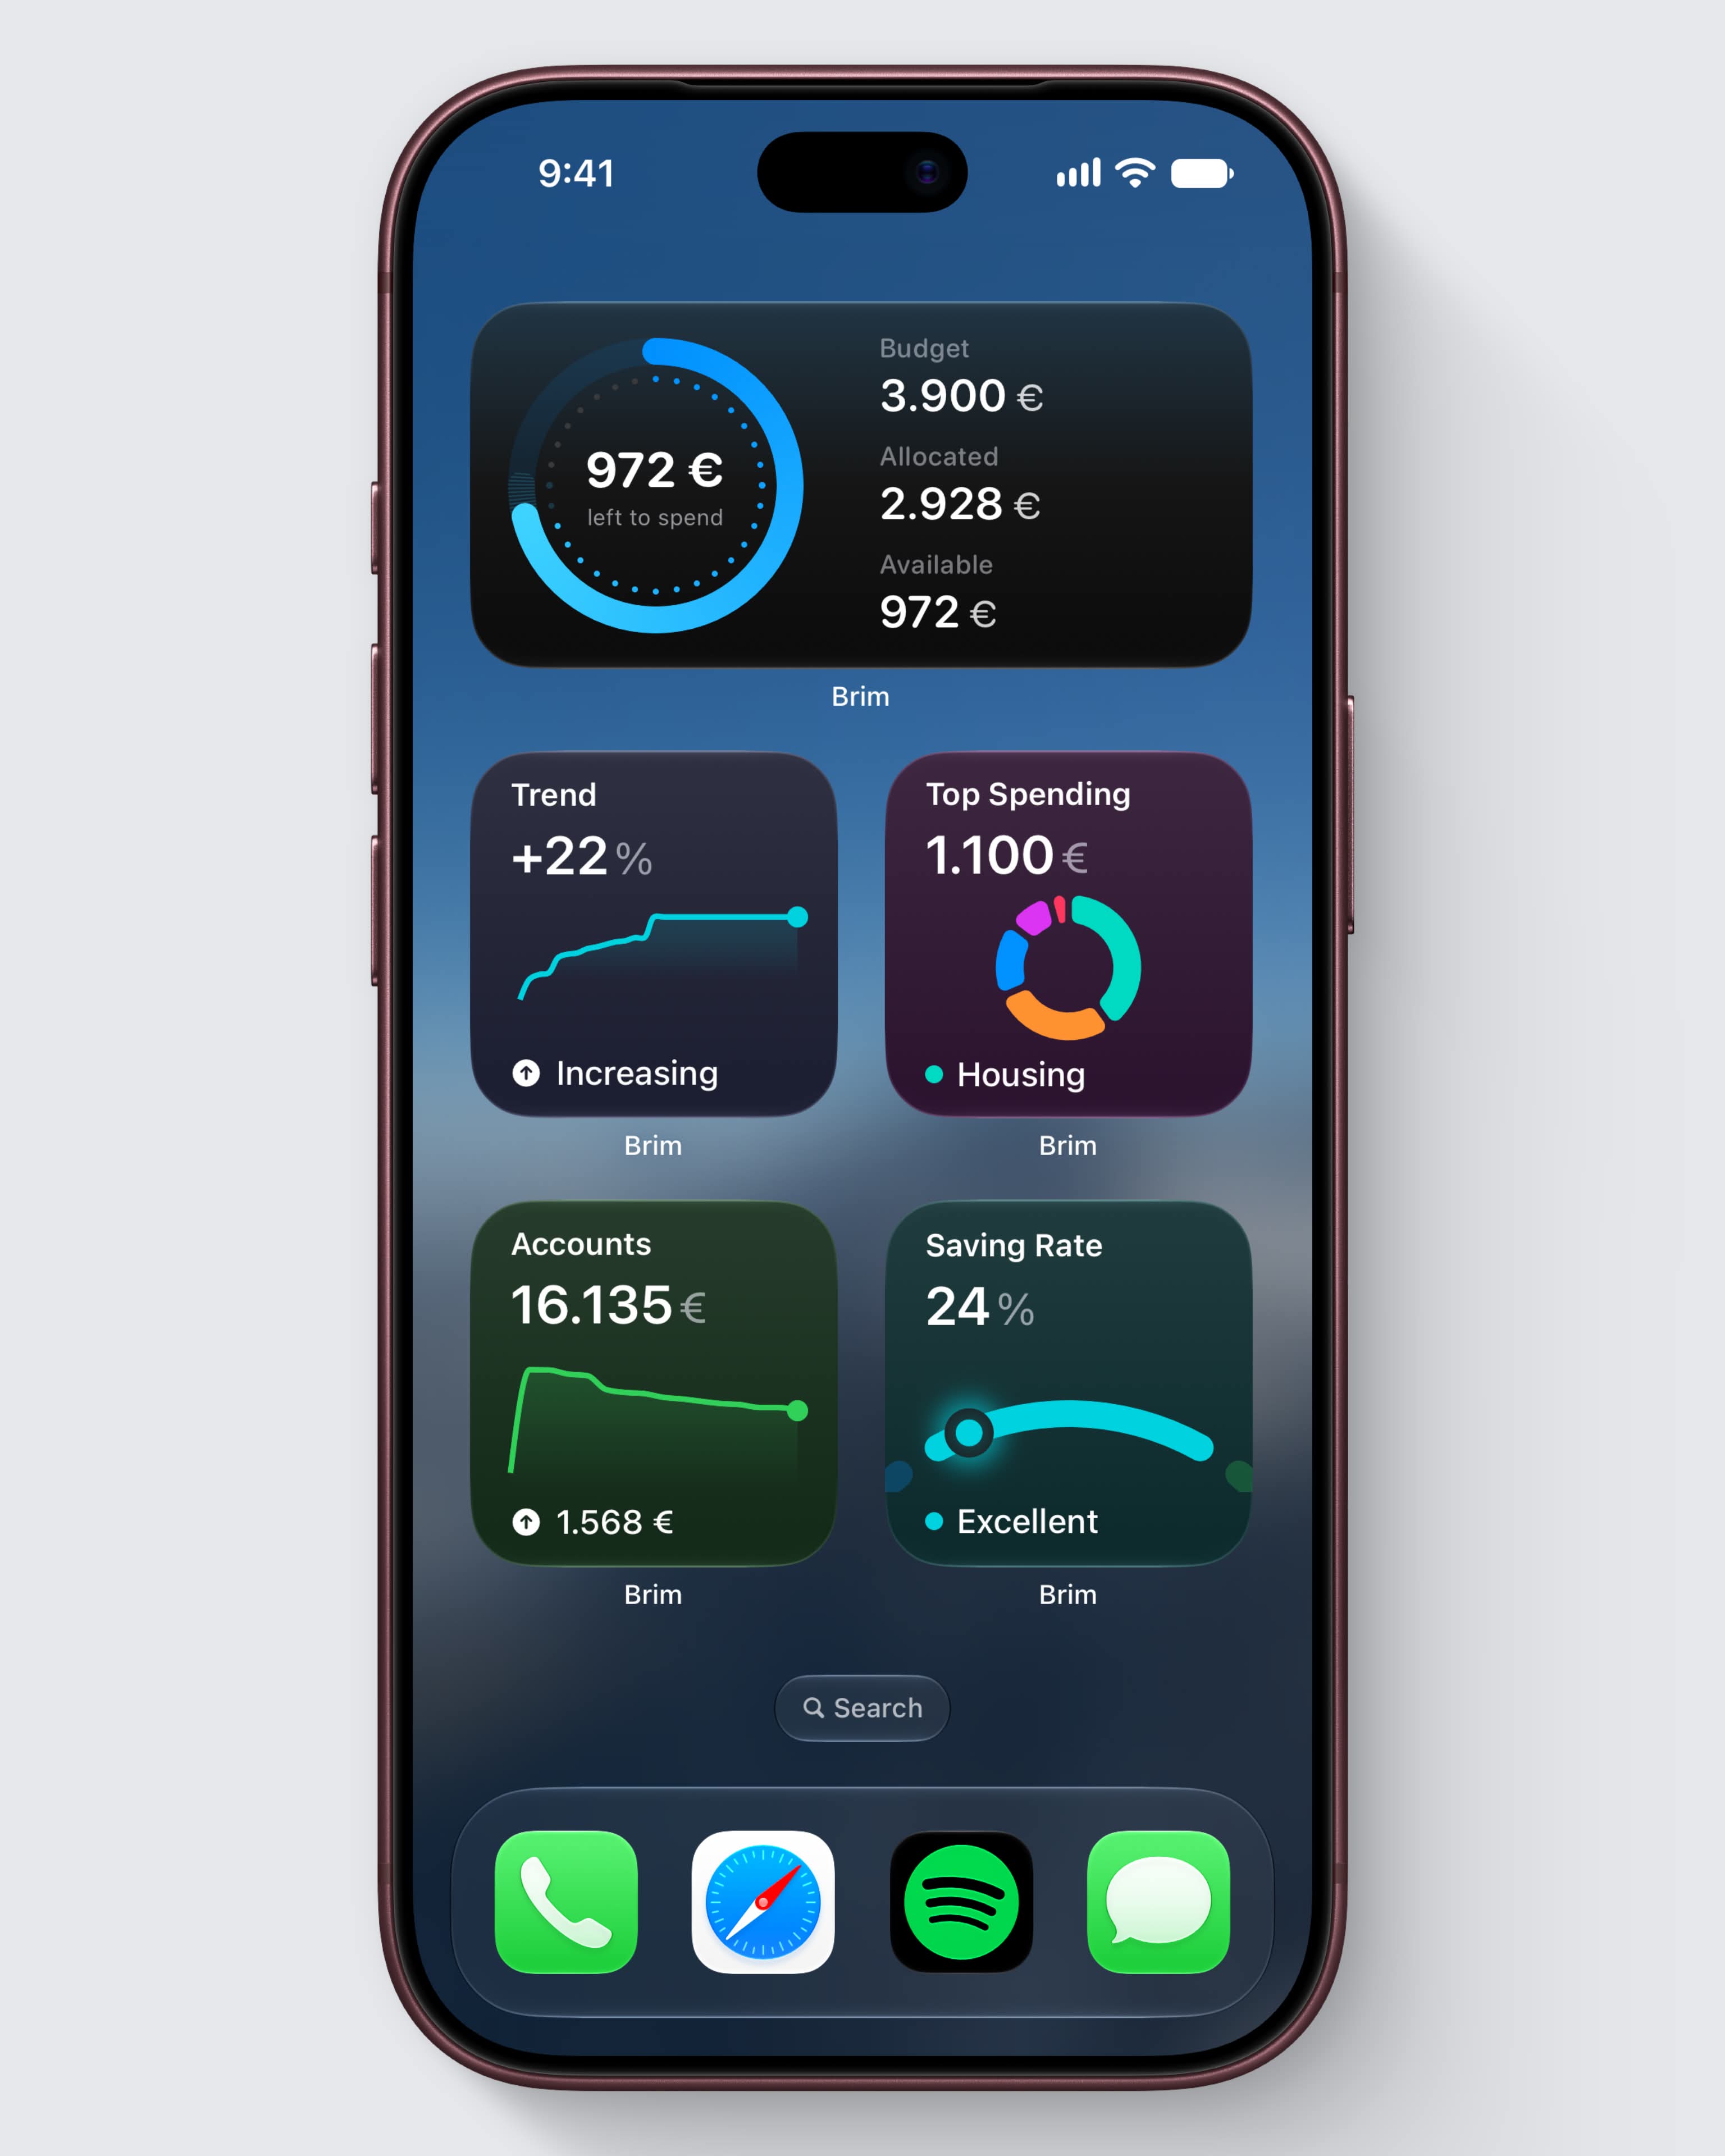 9:41
972 €
left to spend
Budget
3.900 €
Allocated
2.928 €
Available
972 €
Brim
Trend
+22 %
Increasing
Brim
Top Spending
1.100 €
Housing
Brim
Accounts
16.135 €
1.568 €
Brim
Saving Rate
24 %
Excellent
Brim
Search